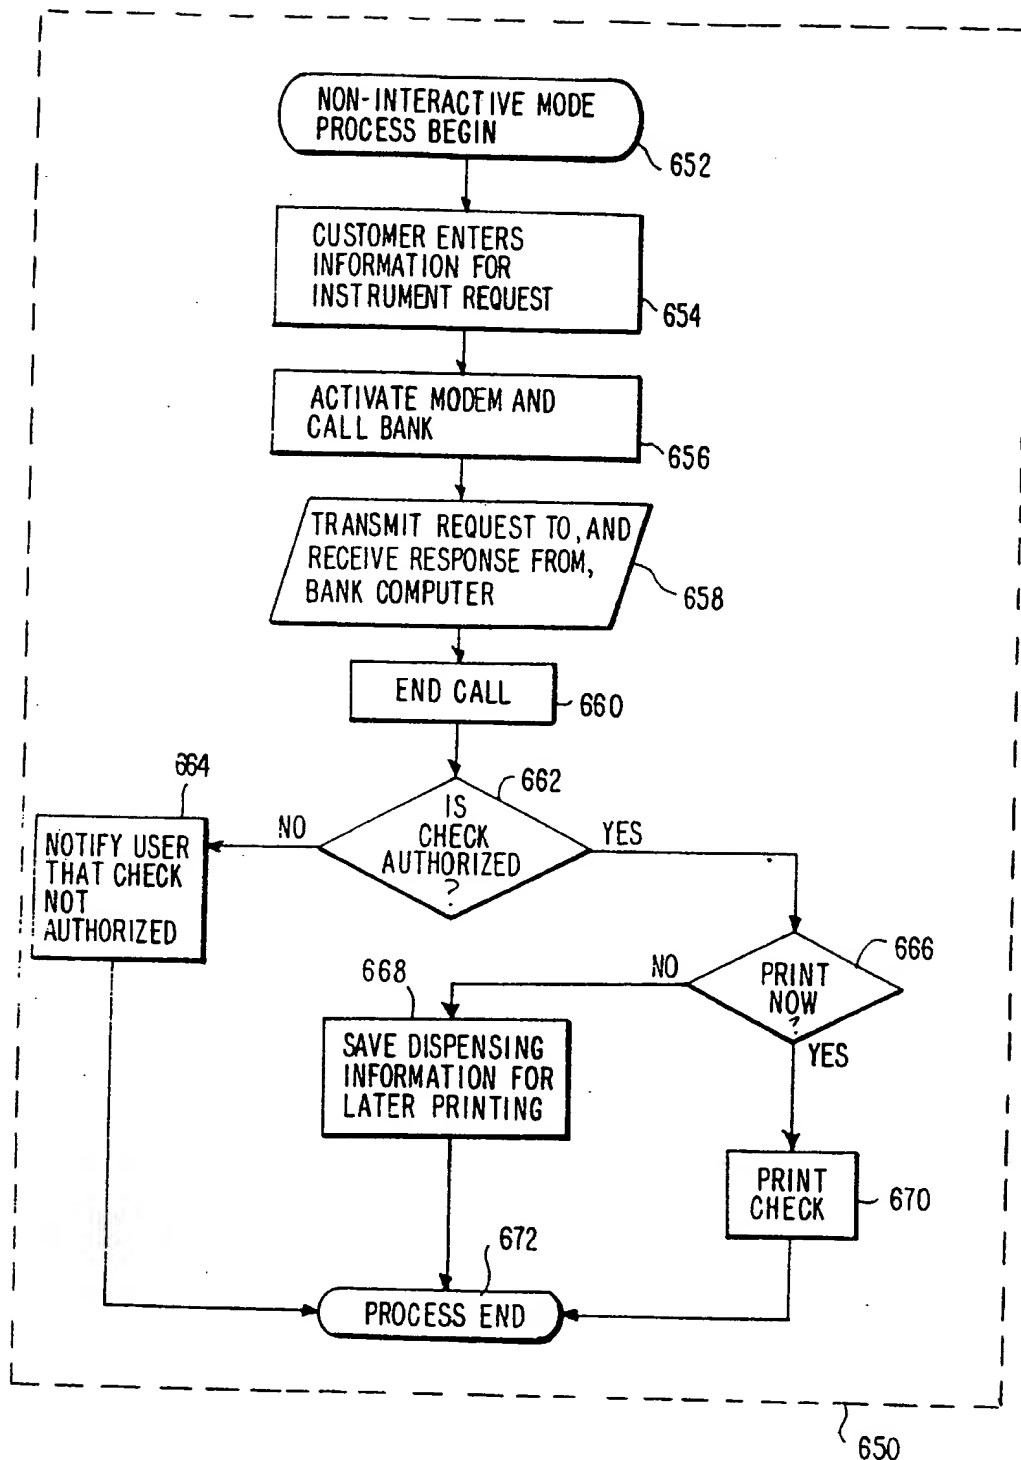 NON-INTERACTIVE MODE
PROCESS BEGIN
652
CUSTOMER ENTERS
INFORMATION FOR
INSTRUMENT REQUEST
654
ACTIVATE MODEM AND
CALL BANK
656
TRANSMIT REQUEST TO, AND
RECEIVE RESPONSE FROM,
BANK COMPUTER
658
END CALL
660
662
IS
CHECK
AUTHORIZED
?
NO
YES
664
NOTIFY USER
THAT CHECK
NOT
AUTHORIZED
666
PRINT
NOW
?
NO
YES
668
SAVE DISPENSING
INFORMATION FOR
LATER PRINTING
PRINT
CHECK
670
672
PROCESS END
650